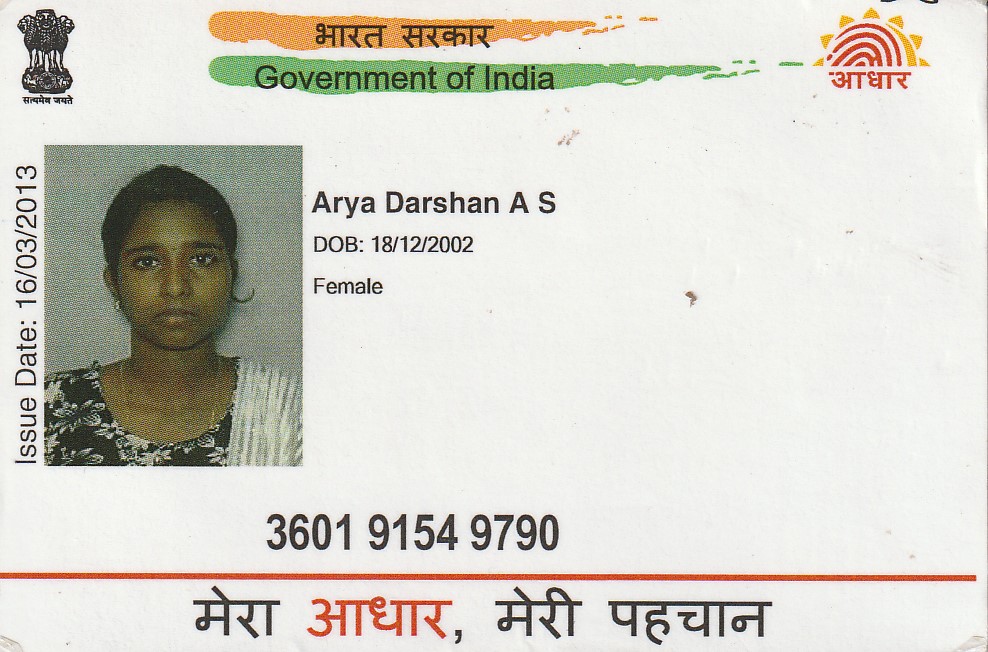 सत्यमेव जयते
भारत सरकार
Government of India
आधार
Issue Date: 16/03/2013
Arya Darshan A S
DOB: 18/12/2002
Female
3601 9154 9790
मेरा आधार, मेरी पहचान